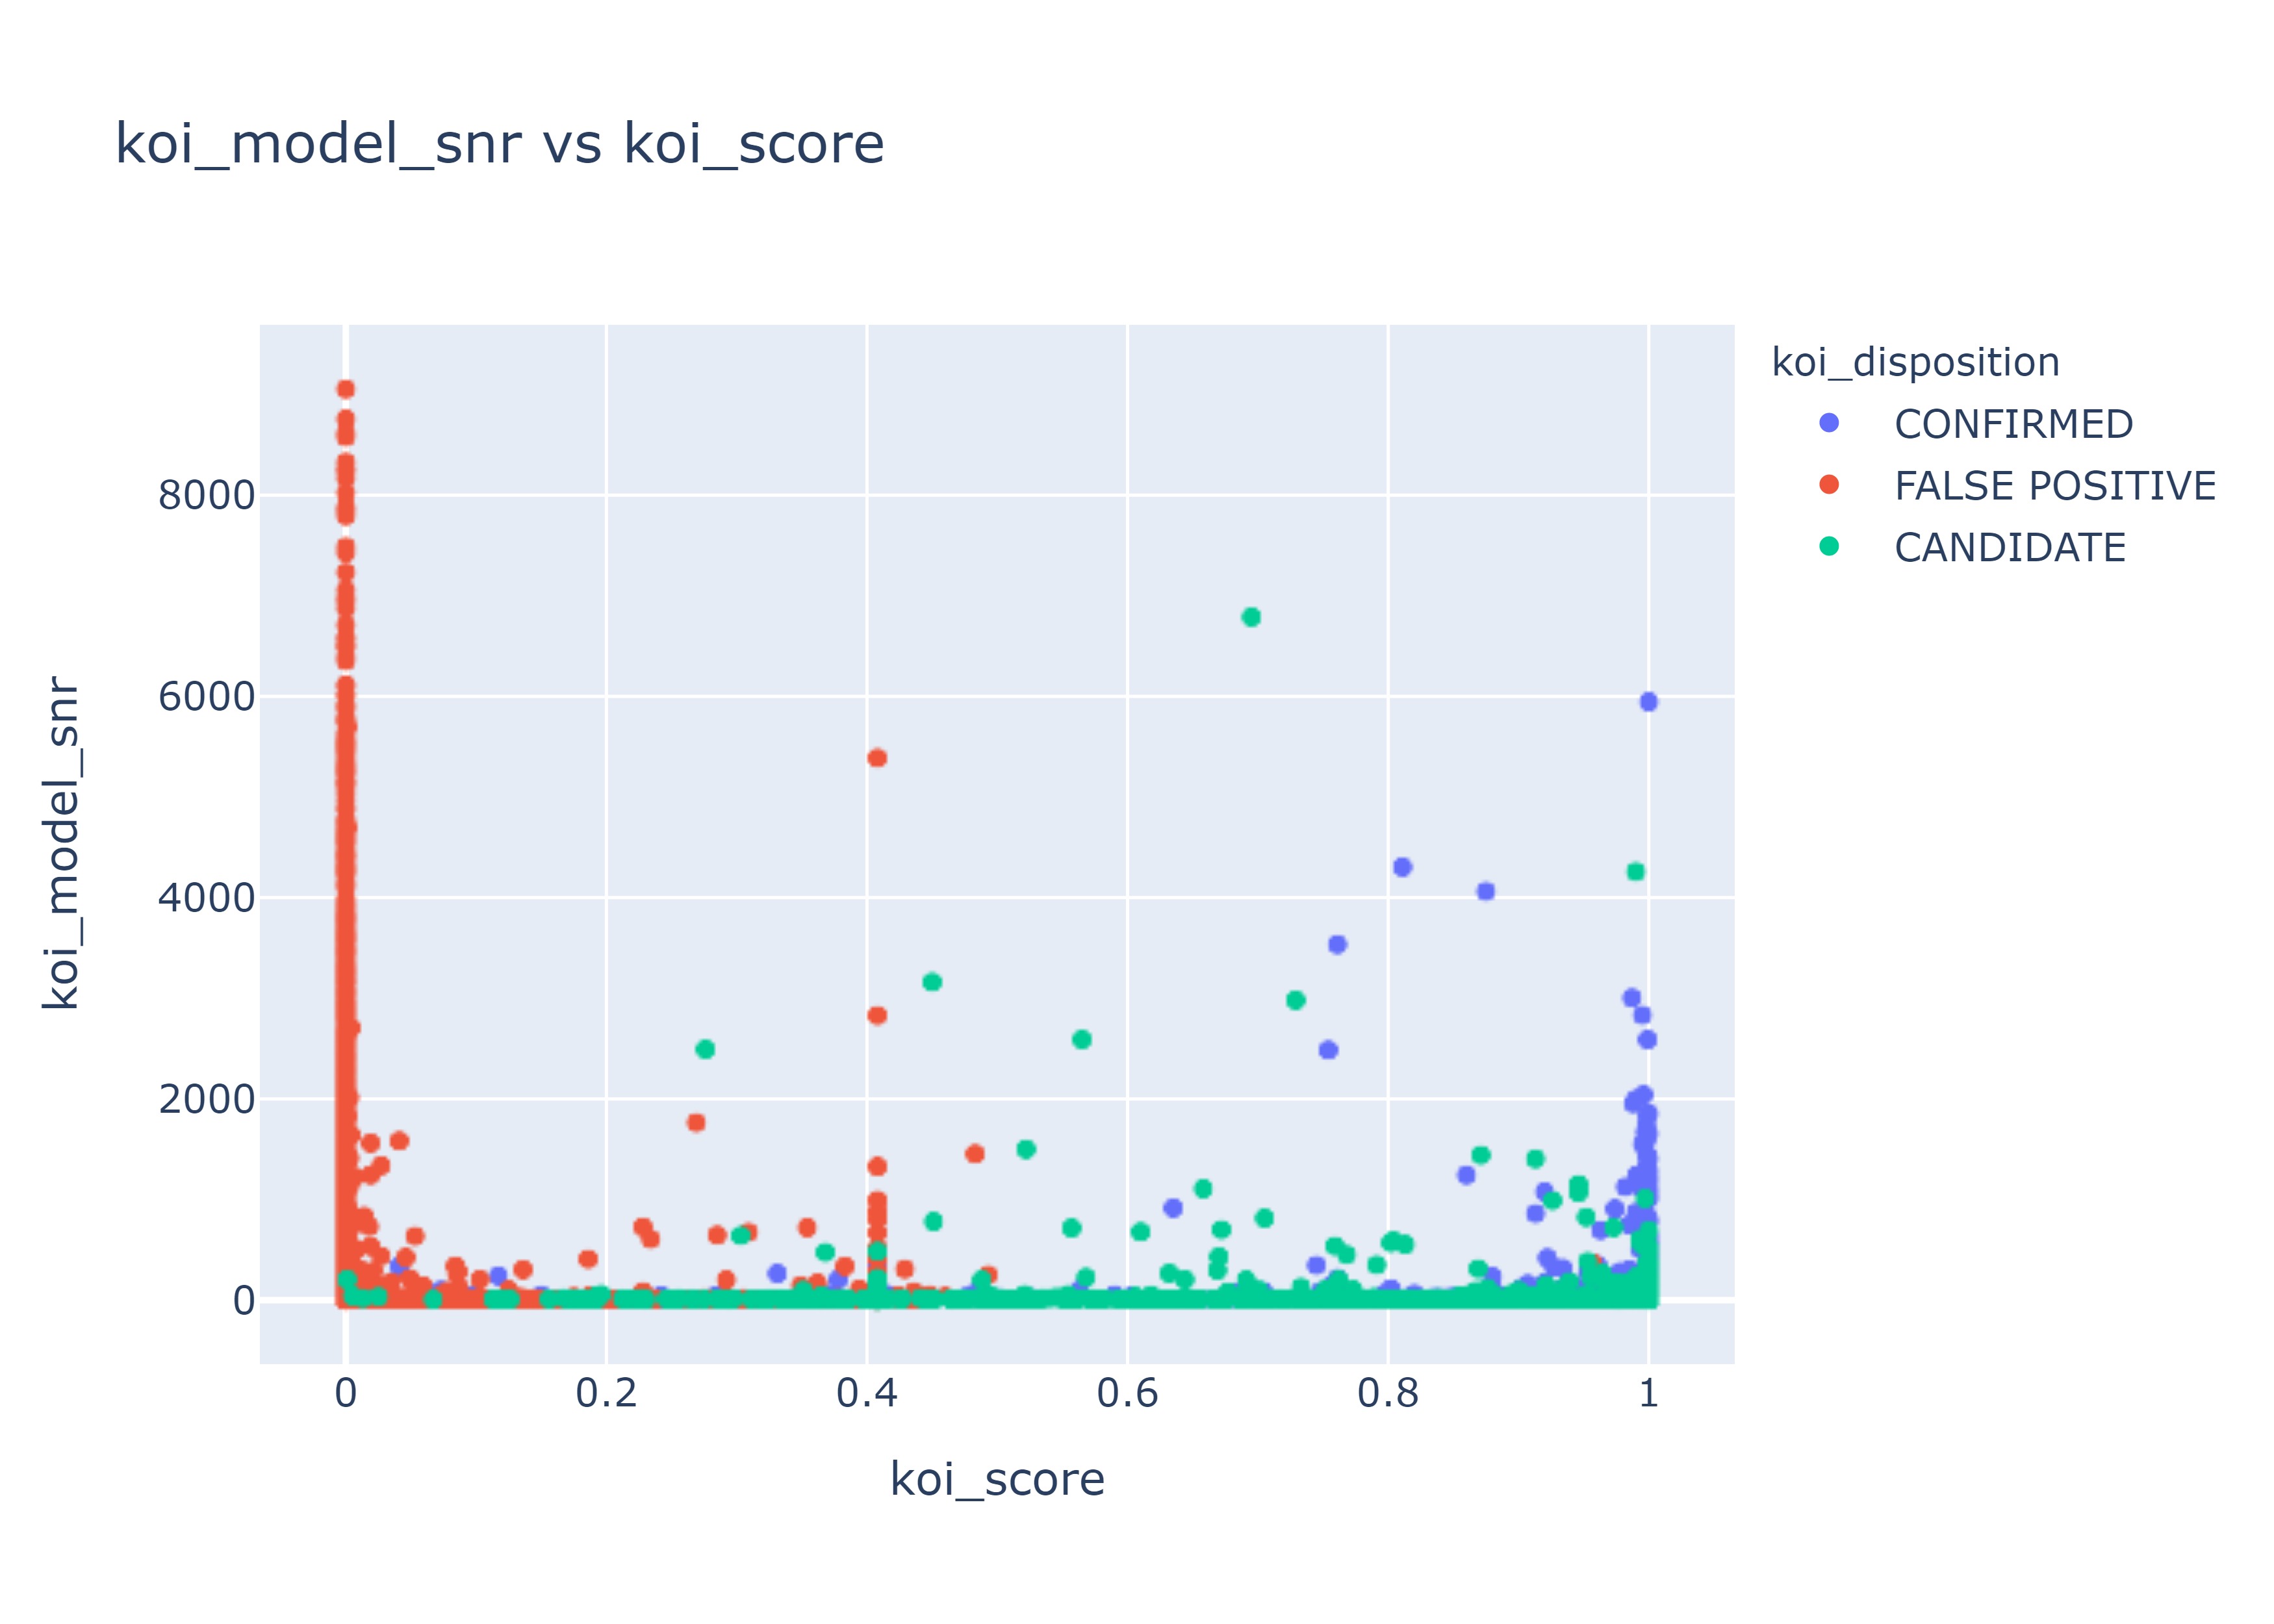 koi_model_snr vs koi_score
koi_disposition
CONFIRMED
FALSE POSITIVE
CANDIDATE
koi_model_snr
8000
6000
4000
2000
0
0
0.2
0.4
0.6
0.8
1
koi_score